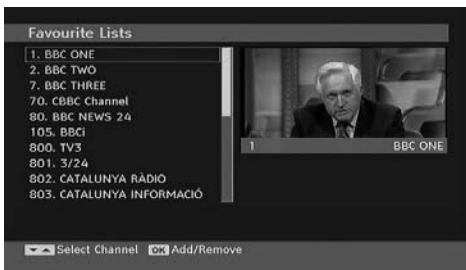 Favourite Lists
1. BBC ONE
2. BBC TWO
7. BBC THREE
70. CBBC Channel
80. BBC NEWS 24
105. BBCi
800. TV3
801. 3/24
802. CATALUNYA RÀDIO
803. CATALUNYA INFORMACIÓ
1 BBC ONE
Select Channel OK Add/Remove